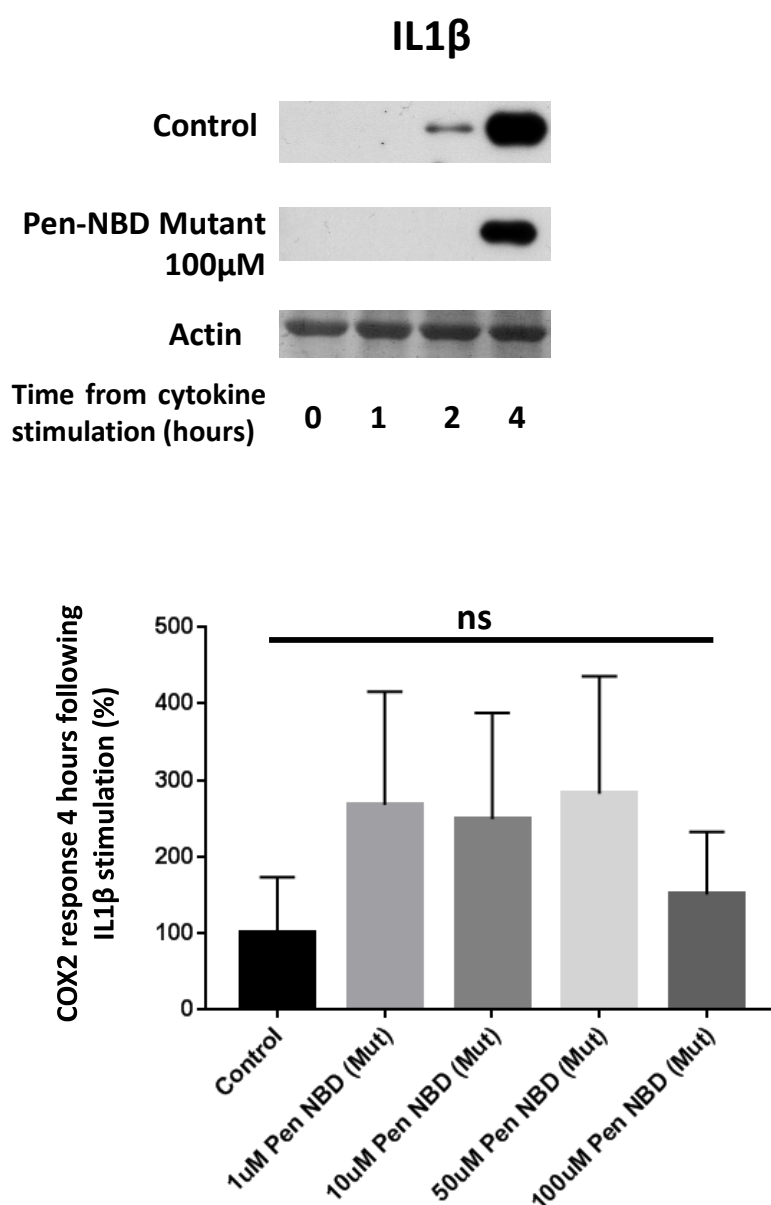 IL1β
Control
Pen-NBD Mutant
100µM
Actin
Time from cytokine
stimulation (hours)
0 1 2 4
COX2 response 4 hours following
IL1β stimulation (%)
500
400
300
200
100
0
ns
Control
1uM Pen NBD (Mut)
10uM Pen NBD (Mut)
50uM Pen NBD (Mut)
100uM Pen NBD (Mut)